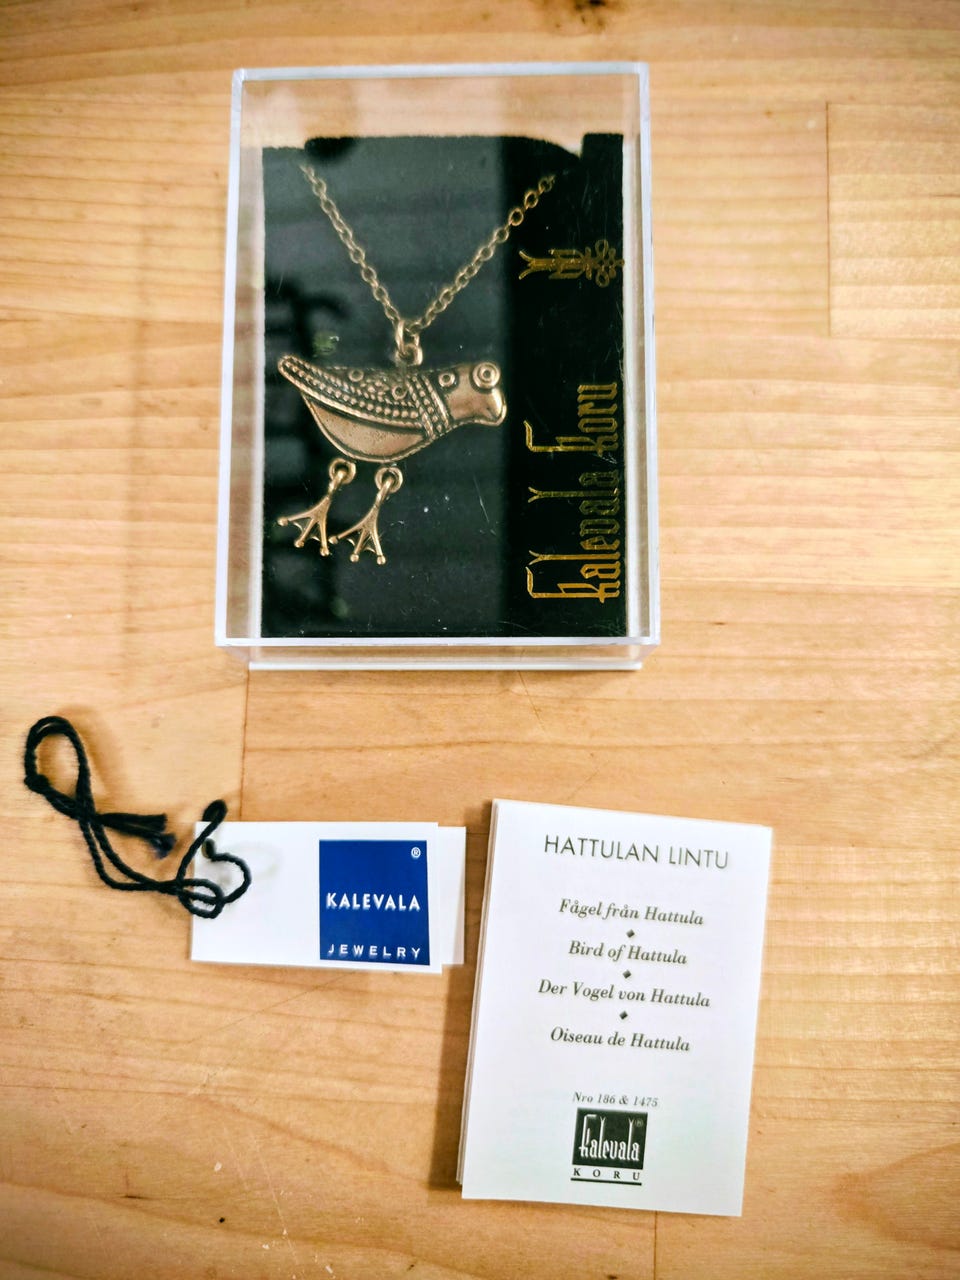 Kalevala Koru
®
KALEVALA
JEWELRY
HATTULAN LINTU
Fågel från Hattula
Bird of Hattula
Der Vogel von Hattula
Oiseau de Hattula
Nro 186 & 1475
Kalevala®
KORU